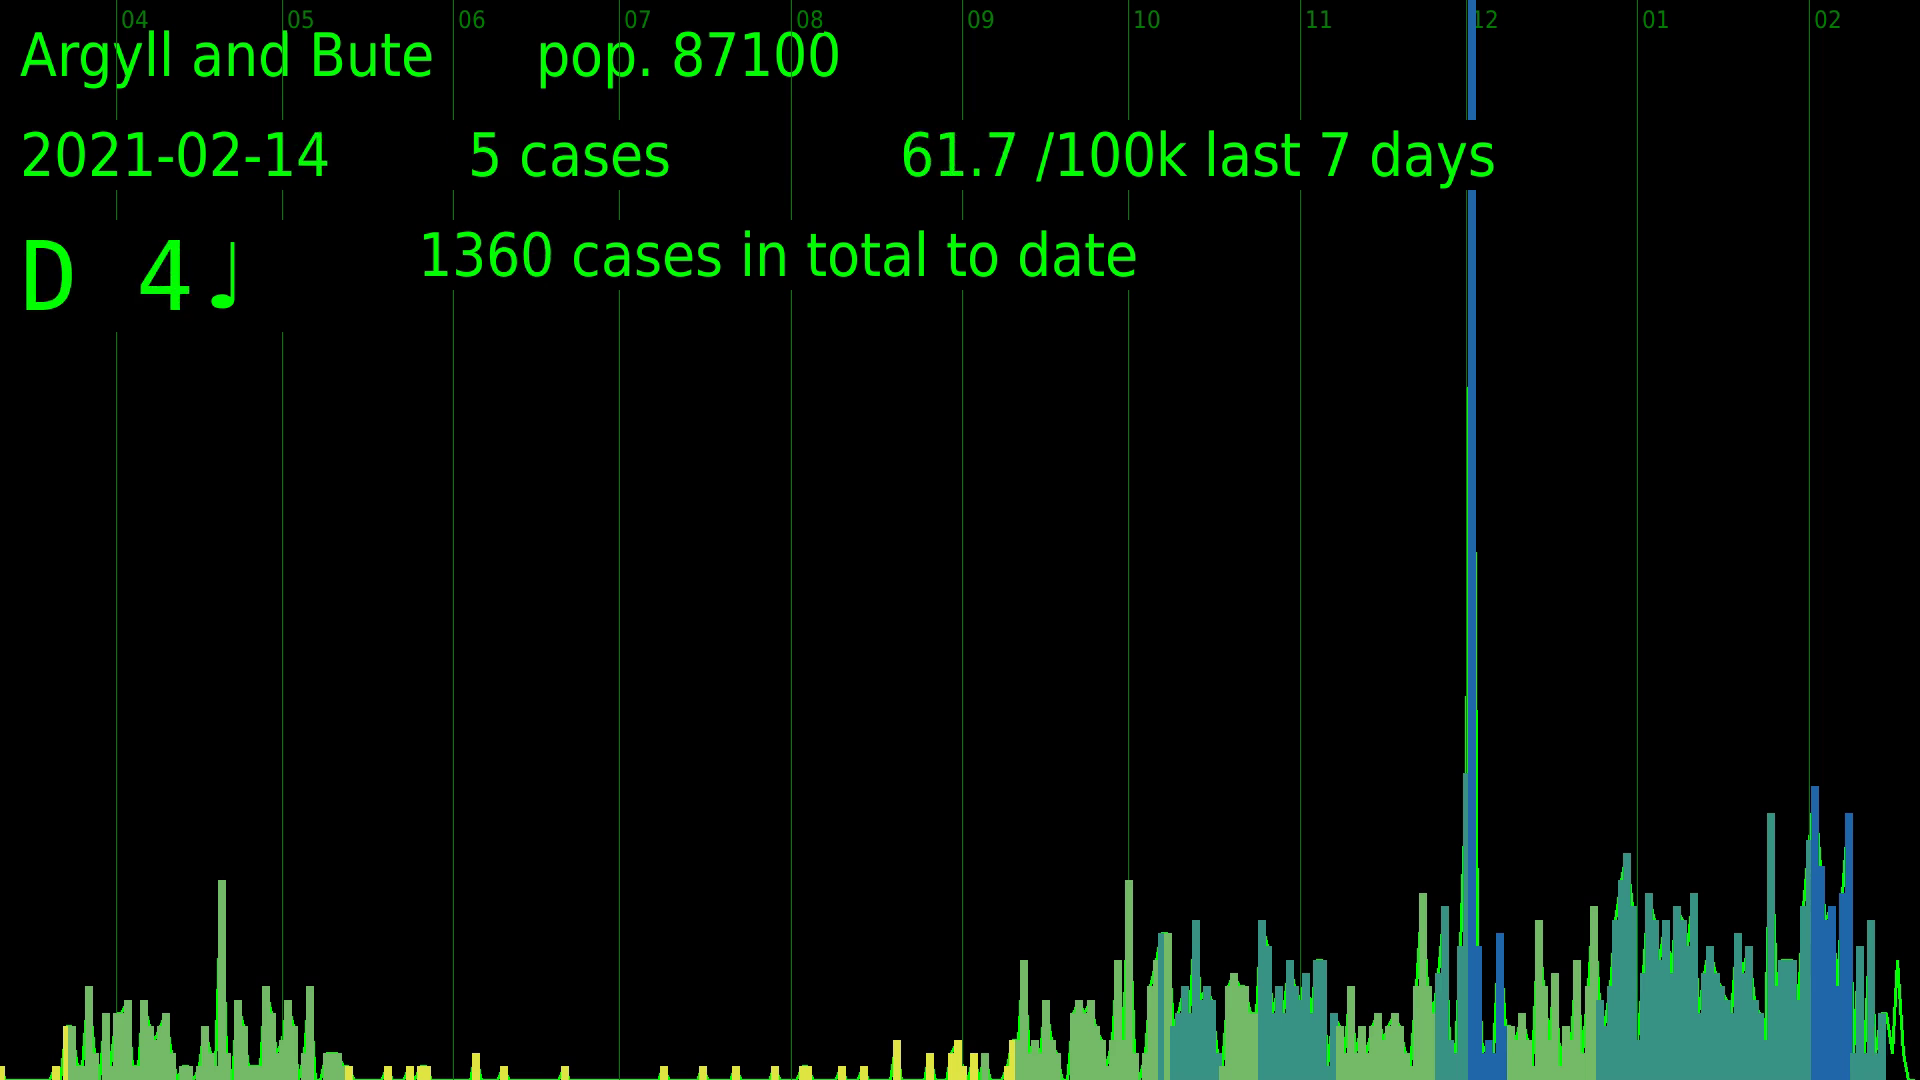 04 05 06 07 08 09 10 11 12 01 02
Argyll and Bute pop. 87100
2021-02-14 5 cases 61.7 /100k last 7 days
D 4♩ 1360 cases in total to date